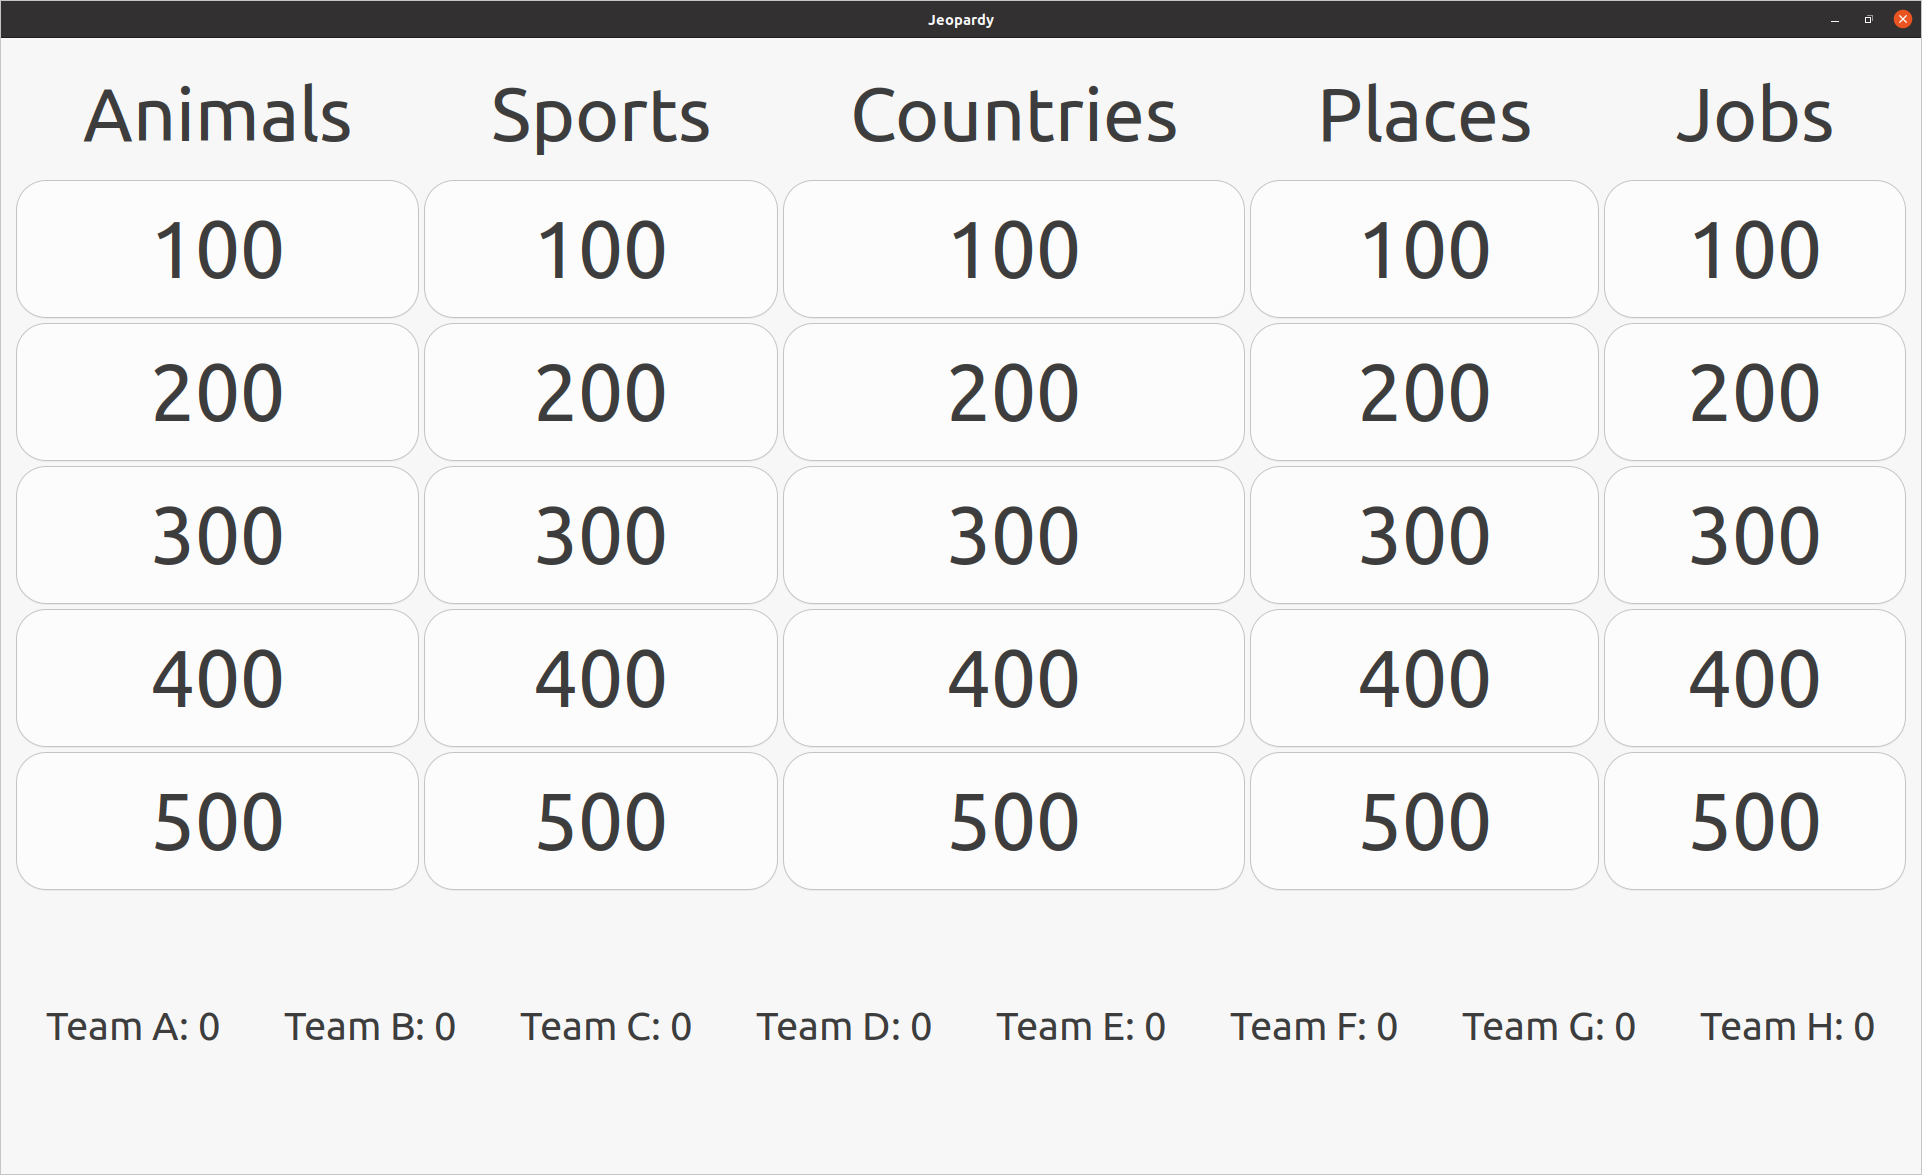 Jeopardy
Animals Sports Countries Places Jobs
100 100 100 100 100
200 200 200 200 200
300 300 300 300 300
400 400 400 400 400
500 500 500 500 500
Team A: 0 Team B: 0 Team C: 0 Team D: 0 Team E: 0 Team F: 0 Team G: 0 Team H: 0